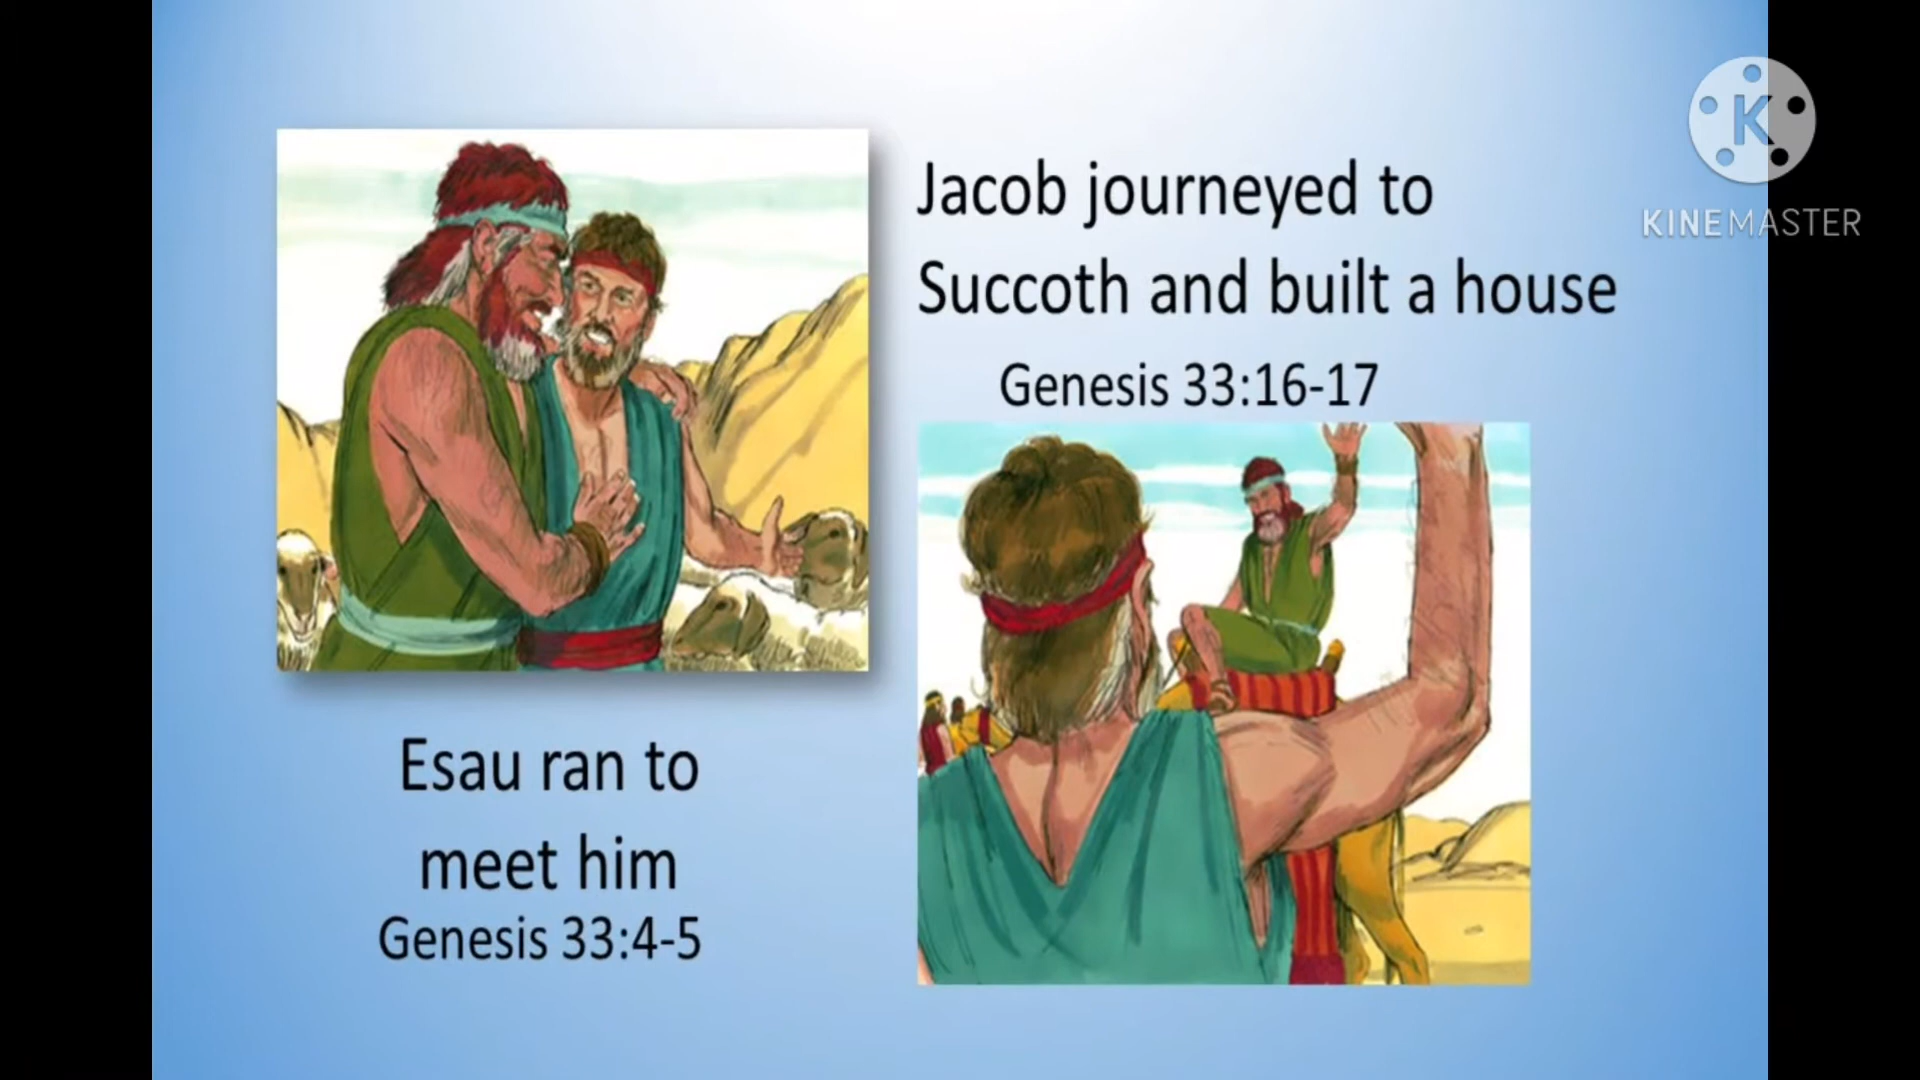 Jacob journeyed to
Succoth and built a house
Genesis 33:16-17
Esau ran to
meet him
Genesis 33:4-5
K
KINEMASTER